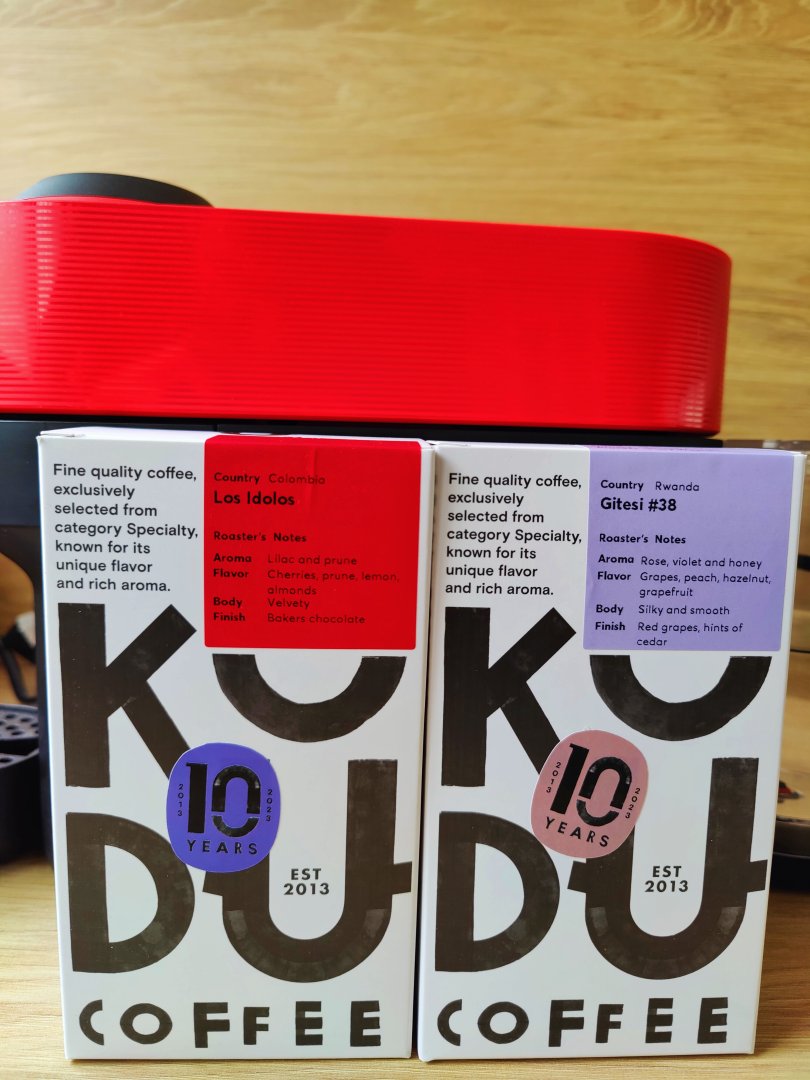 Fine quality coffee,
exclusively
selected from
category Specialty,
known for its
unique flavor
and rich aroma.
Country Colombia
Los Idolos
Roaster's Notes
Aroma Lilac and prune
Flavor Cherries, prune, lemon,
almonds
Body Velvety
Finish Bakers chocolate
KU
DU
2013
10
2023
YEARS
EST
2013
COFFEE
Fine quality coffee,
exclusively
selected from
category Specialty,
known for its
unique flavor
and rich aroma.
Country Rwanda
Gitesi #38
Roaster's Notes
Aroma Rose, violet and honey
Flavor Grapes, peach, hazelnut,
grapefruit
Body Silky and smooth
Finish Red grapes, hints of
cedar
KU
DU
2013
10
2023
YEARS
EST
2013
COFFEE